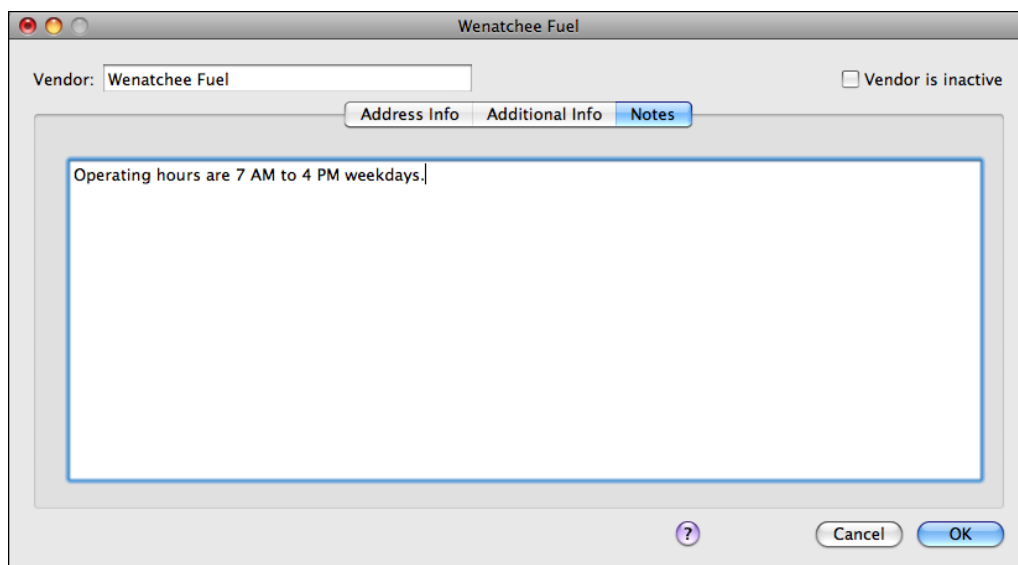 Wenatchee Fuel
Vendor: Wenatchee Fuel
Vendor is inactive
Address Info Additional Info Notes
Operating hours are 7 AM to 4 PM weekdays.
? Cancel OK